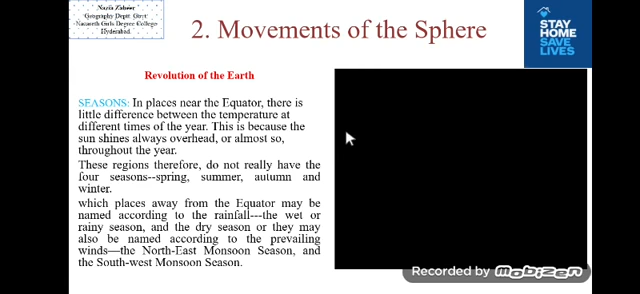 Nazia Zaheer
Geography Deptt: Govt
Nazareth Girls Degree College
Hyderabad.
2. Movements of the Sphere
STAY
HOME
SAVE
LIVES
Revolution of the Earth
SEASONS: In places near the Equator, there is
little difference between the temperature at
different times of the year. This is because the
sun shines always overhead, or almost so,
throughout the year.
These regions therefore, do not really have the
four seasons--spring, summer, autumn and
winter.
which places away from the Equator may be
named according to the rainfall---the wet or
rainy season, and the dry season or they may
also be named according to the prevailing
winds—the North-East Monsoon Season, and
the South-west Monsoon Season.
Recorded by mobizen